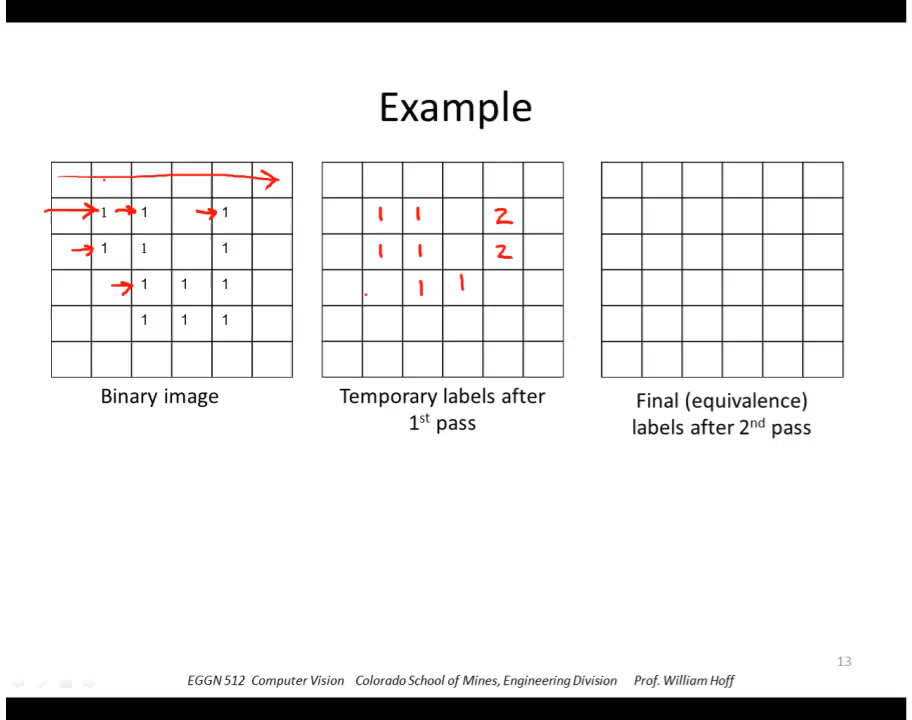 Example
1 1 1 1 1 2
1 1 1 1 1 2
1 1 1 1 1
1 1 1
Binary image
Temporary labels after
1st pass
Final (equivalence)
labels after 2nd pass
13
EGGN 512 Computer Vision Colorado School of Mines, Engineering Division Prof. William Hoff